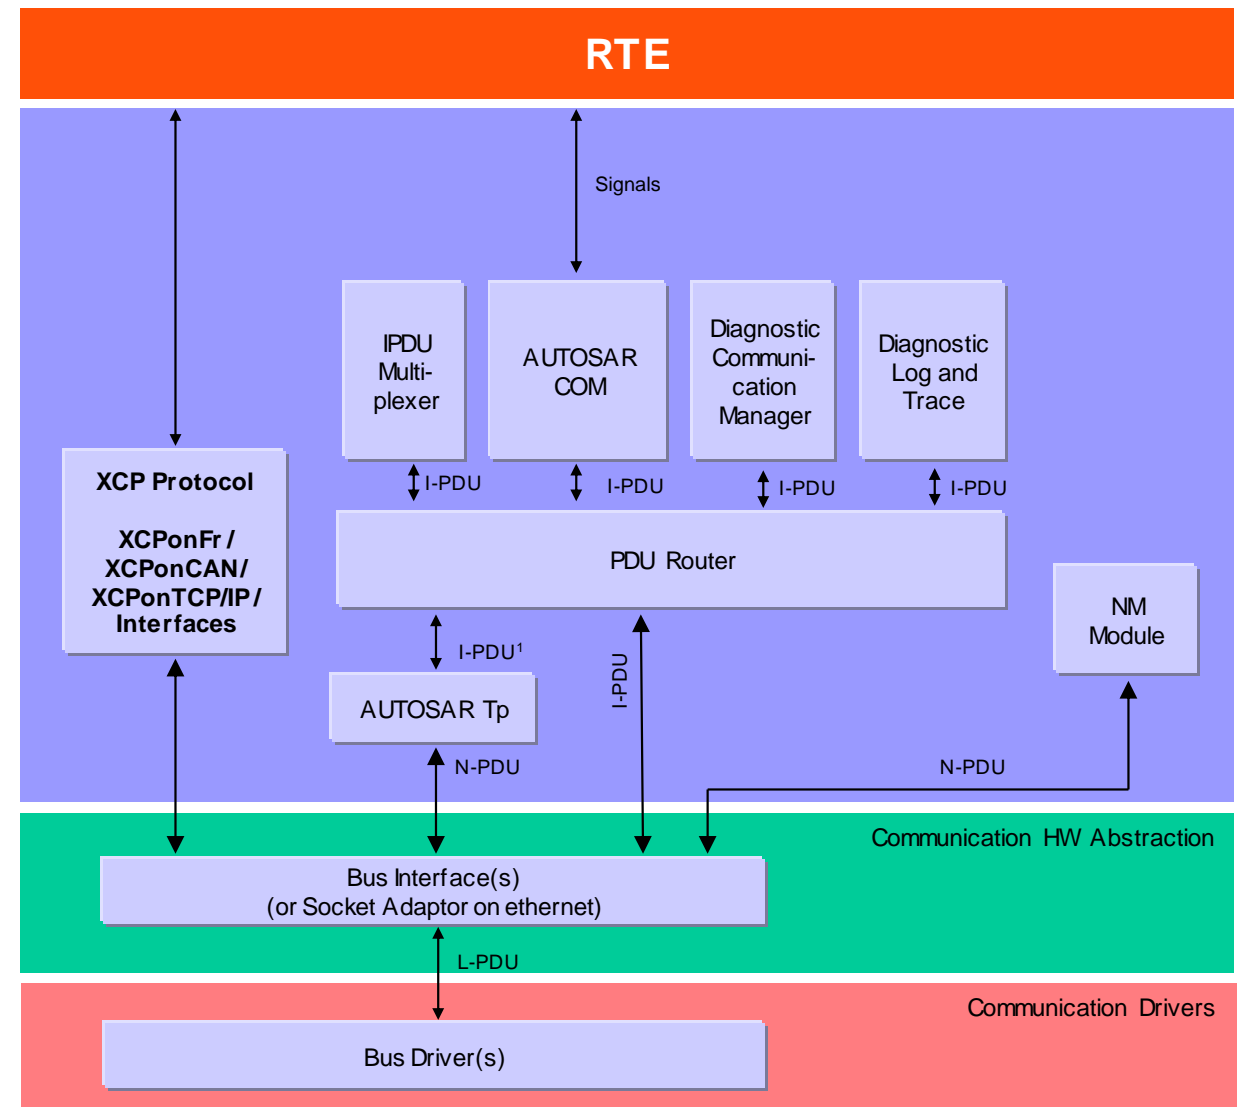 RTE
Signals
IPDU
Multi-
plexer
AUTOSAR
COM
Diagnostic
Communi-
cation
Manager
Diagnostic
Log and
Trace
XCP Protocol
XCPonFr /
XCPonCAN/
XCPonTCP/IP/
Interfaces
I-PDU
I-PDU
I-PDU
I-PDU
PDU Router
NM
Module
I-PDU¹
I-PDU
AUTOSAR Tp
N-PDU
N-PDU
Communication HW Abstraction
Bus Interface(s)
(or Socket Adaptor on ethernet)
L-PDU
Communication Drivers
Bus Driver(s)